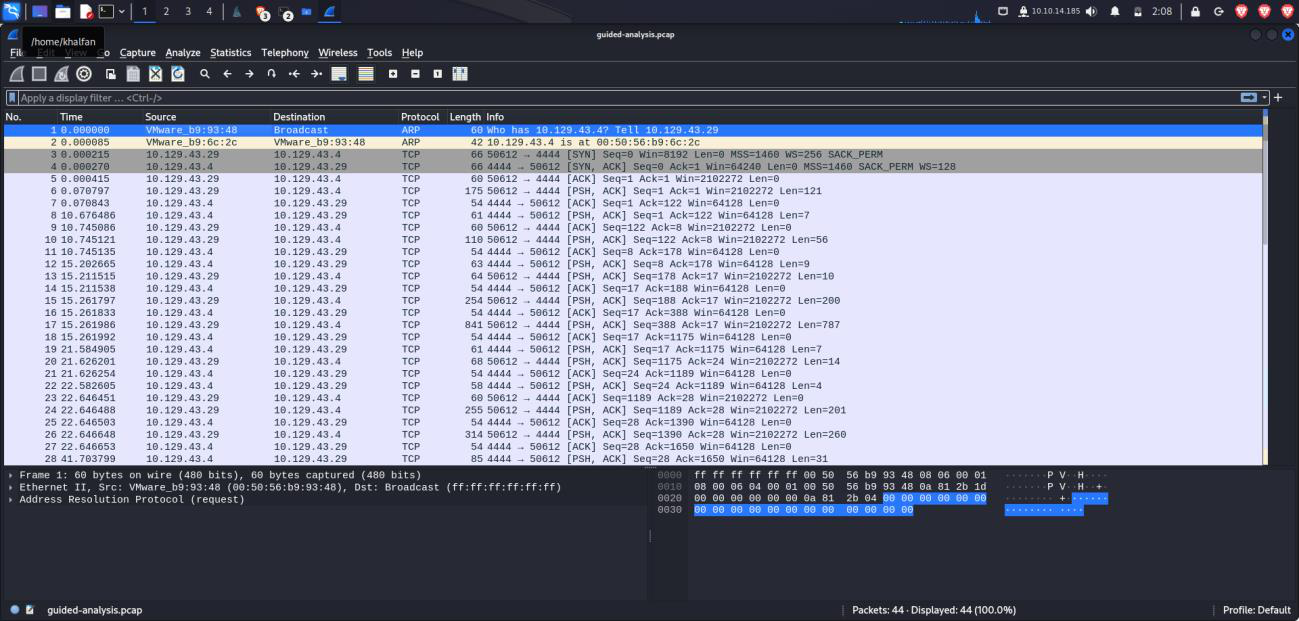 1 2 3 4 3 2 10.10.14.185 2:08
guided-analysis.pcap
/home/khalfan
File Edit View Go Capture Analyze Statistics Telephony Wireless Tools Help
Apply a display filter ... <Ctrl-/>
No. Time Source Destination Protocol Length Info
1 0.000000 VMware_b9:93:48 Broadcast ARP 60 Who has 10.129.43.4? Tell 10.129.43.29
2 0.000085 VMware_b9:6c:2c VMware_b9:93:48 ARP 42 10.129.43.4 is at 00:50:56:b9:6c:2c
3 0.000215 10.129.43.29 10.129.43.4 TCP 66 50612 → 4444 [SYN] Seq=0 Win=8192 Len=0 MSS=1460 WS=256 SACK_PERM
4 0.000270 10.129.43.4 10.129.43.29 TCP 66 4444 → 50612 [SYN, ACK] Seq=0 Ack=1 Win=64240 Len=0 MSS=1460 SACK_PERM WS=128
5 0.000415 10.129.43.29 10.129.43.4 TCP 60 50612 → 4444 [ACK] Seq=1 Ack=1 Win=2102272 Len=0
6 0.070797 10.129.43.29 10.129.43.4 TCP 175 50612 → 4444 [PSH, ACK] Seq=1 Ack=1 Win=2102272 Len=121
7 0.070843 10.129.43.4 10.129.43.29 TCP 54 4444 → 50612 [ACK] Seq=1 Ack=122 Win=64128 Len=0
8 10.676486 10.129.43.4 10.129.43.29 TCP 61 4444 → 50612 [PSH, ACK] Seq=1 Ack=122 Win=64128 Len=7
9 10.745086 10.129.43.29 10.129.43.4 TCP 60 50612 → 4444 [ACK] Seq=122 Ack=8 Win=2102272 Len=0
10 10.745121 10.129.43.29 10.129.43.4 TCP 110 50612 → 4444 [PSH, ACK] Seq=122 Ack=8 Win=2102272 Len=56
11 10.745135 10.129.43.4 10.129.43.29 TCP 54 4444 → 50612 [ACK] Seq=8 Ack=178 Win=64128 Len=0
12 15.202665 10.129.43.4 10.129.43.29 TCP 63 4444 → 50612 [PSH, ACK] Seq=8 Ack=178 Win=64128 Len=9
13 15.211515 10.129.43.29 10.129.43.4 TCP 64 50612 → 4444 [PSH, ACK] Seq=178 Ack=17 Win=2102272 Len=10
14 15.211538 10.129.43.4 10.129.43.29 TCP 54 4444 → 50612 [ACK] Seq=17 Ack=188 Win=64128 Len=0
15 15.261797 10.129.43.29 10.129.43.4 TCP 254 50612 → 4444 [PSH, ACK] Seq=188 Ack=17 Win=2102272 Len=200
16 15.261833 10.129.43.4 10.129.43.29 TCP 54 4444 → 50612 [ACK] Seq=17 Ack=388 Win=64128 Len=0
17 15.261986 10.129.43.29 10.129.43.4 TCP 841 50612 → 4444 [PSH, ACK] Seq=388 Ack=17 Win=2102272 Len=787
18 15.261992 10.129.43.4 10.129.43.29 TCP 54 4444 → 50612 [ACK] Seq=17 Ack=1175 Win=64128 Len=0
19 21.584905 10.129.43.4 10.129.43.29 TCP 61 4444 → 50612 [PSH, ACK] Seq=17 Ack=1175 Win=64128 Len=7
20 21.626201 10.129.43.29 10.129.43.4 TCP 68 50612 → 4444 [PSH, ACK] Seq=1175 Ack=24 Win=2102272 Len=14
21 21.626254 10.129.43.4 10.129.43.29 TCP 54 4444 → 50612 [ACK] Seq=24 Ack=1189 Win=64128 Len=0
22 22.582605 10.129.43.4 10.129.43.29 TCP 58 4444 → 50612 [PSH, ACK] Seq=24 Ack=1189 Win=64128 Len=4
23 22.646451 10.129.43.29 10.129.43.4 TCP 60 50612 → 4444 [ACK] Seq=1189 Ack=28 Win=2102272 Len=0
24 22.646488 10.129.43.29 10.129.43.4 TCP 255 50612 → 4444 [PSH, ACK] Seq=1189 Ack=28 Win=2102272 Len=201
25 22.646503 10.129.43.4 10.129.43.29 TCP 54 4444 → 50612 [ACK] Seq=28 Ack=1390 Win=64128 Len=0
26 22.646648 10.129.43.29 10.129.43.4 TCP 314 50612 → 4444 [PSH, ACK] Seq=1390 Ack=28 Win=2102272 Len=260
27 22.646653 10.129.43.4 10.129.43.29 TCP 54 4444 → 50612 [ACK] Seq=28 Ack=1650 Win=64128 Len=0
28 41.703799 10.129.43.4 10.129.43.29 TCP 85 4444 → 50612 [PSH, ACK] Seq=28 Ack=1650 Win=64128 Len=31
Frame 1: 60 bytes on wire (480 bits), 60 bytes captured (480 bits)
Ethernet II, Src: VMware_b9:93:48 (00:50:56:b9:93:48), Dst: Broadcast (ff:ff:ff:ff:ff:ff)
Address Resolution Protocol (request)
0000 ff ff ff ff ff ff 00 50 56 b9 93 48 08 06 00 01 ·······P V··H····
0010 08 00 06 04 00 01 00 50 56 b9 93 48 0a 81 2b 1d ·······P V··H··+·
0020 00 00 00 00 00 00 0a 81 2b 04 00 00 00 00 00 00 ········ +·······
0030 00 00 00 00 00 00 00 00 00 00 00 00 ········ ····
guided-analysis.pcap Packets: 44 · Displayed: 44 (100.0%) Profile: Default